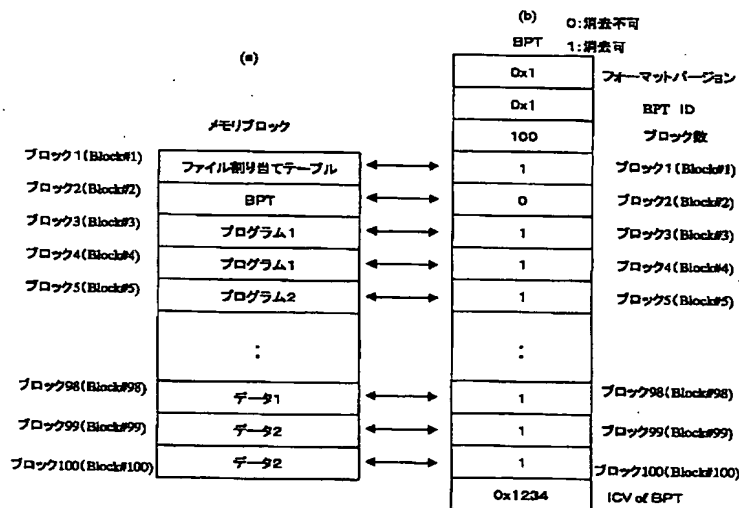 (b)
0:消去不可
BPT
1:消去可
(a)
0x1
フォーマットバージョン
0x1
BPT ID
メモリブロック
100
ブロック数
ブロック1(Block#1)
ファイル割り当てテーブル
1
ブロック1(Block#1)
ブロック2(Block#2)
BPT
0
ブロック2(Block#2)
ブロック3(Block#3)
プログラム1
1
ブロック3(Block#3)
ブロック4(Block#4)
プログラム1
1
ブロック4(Block#4)
ブロック5(Block#5)
プログラム2
1
ブロック5(Block#5)
:
:
ブロック98(Block#98)
データ1
1
ブロック98(Block#98)
ブロック99(Block#99)
データ2
1
ブロック99(Block#99)
ブロック100(Block#100)
データ2
1
ブロック100(Block#100)
0x1234
ICV of BPT